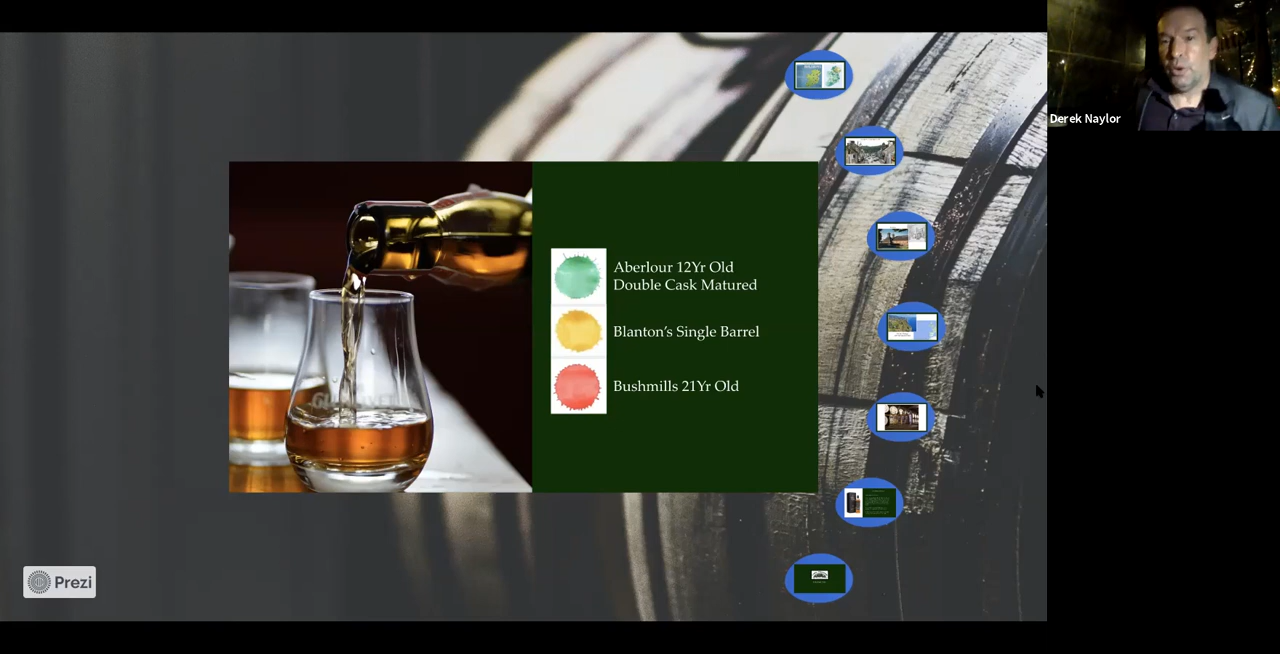 Aberlour 12Yr Old
Double Cask Matured
Blanton's Single Barrel
Bushmills 21Yr Old
Derek Naylor
Prezi